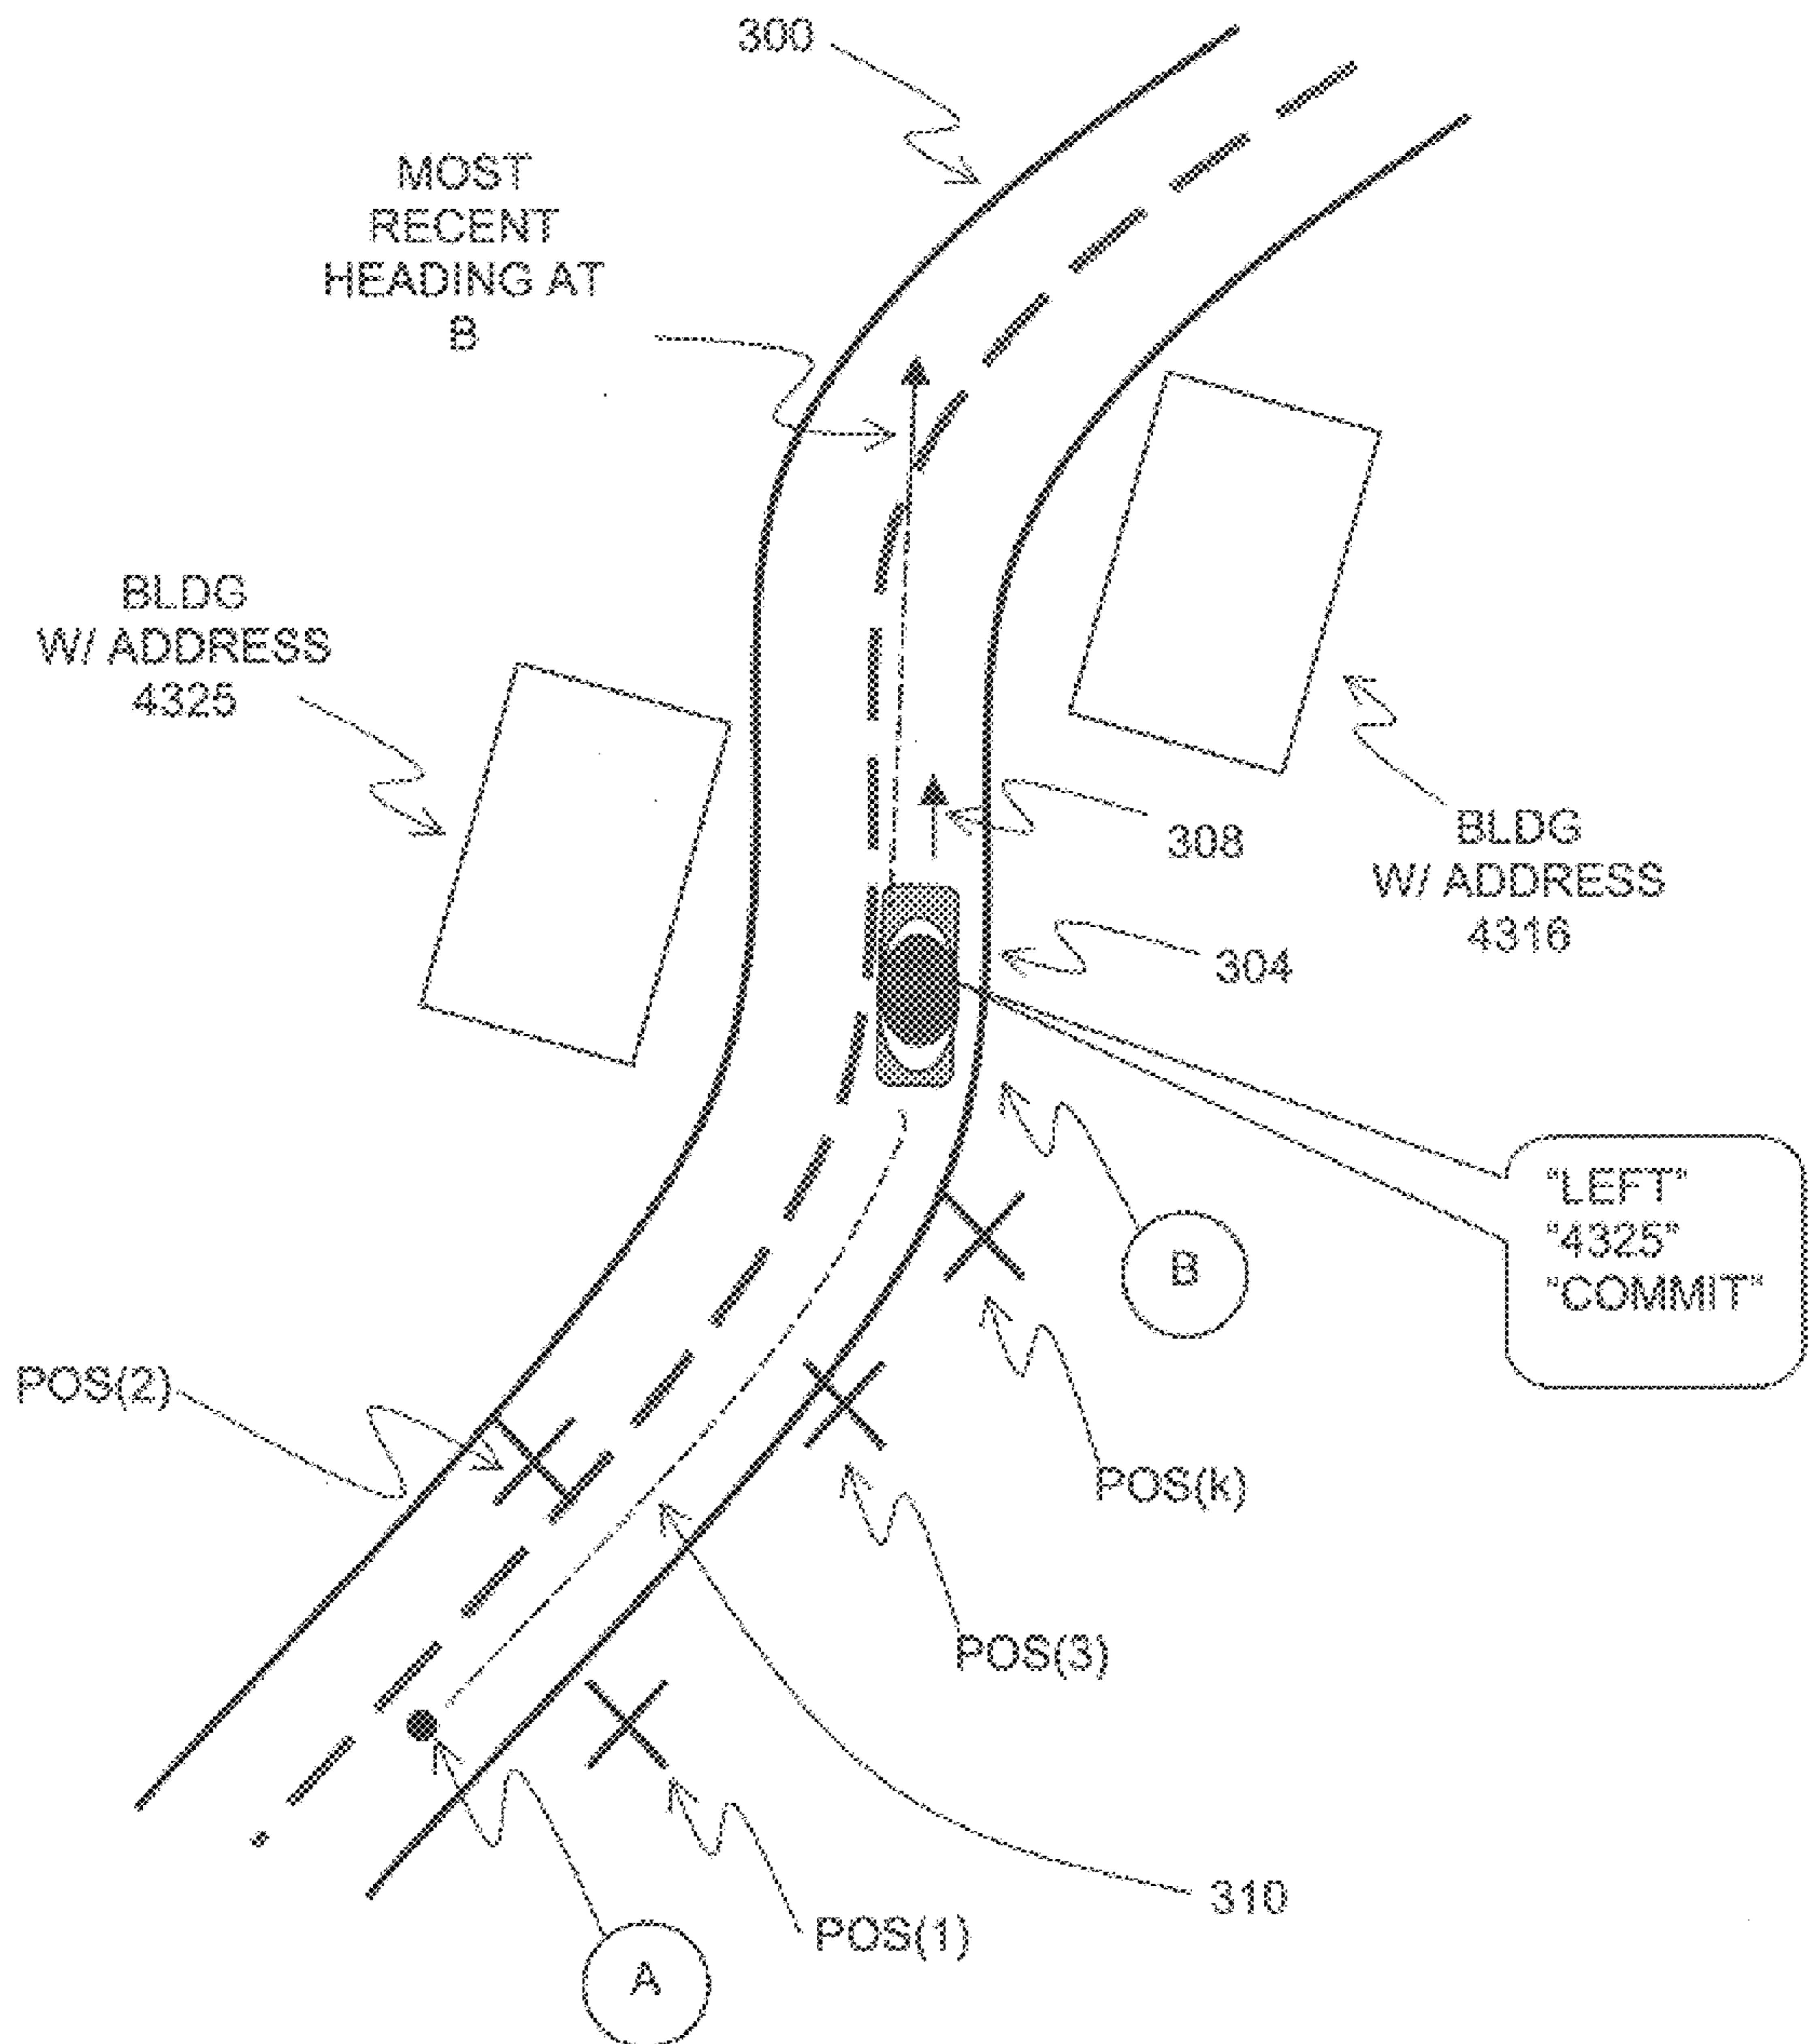 300
MOST
RECENT
HEADING AT
B
BLDG
W/ ADDRESS
4325
308
BLDG
W/ ADDRESS
4316
304
"LEFT"
"4325"
"COMMIT"
B
POS(2)
POS(k)
POS(3)
310
POS(1)
A